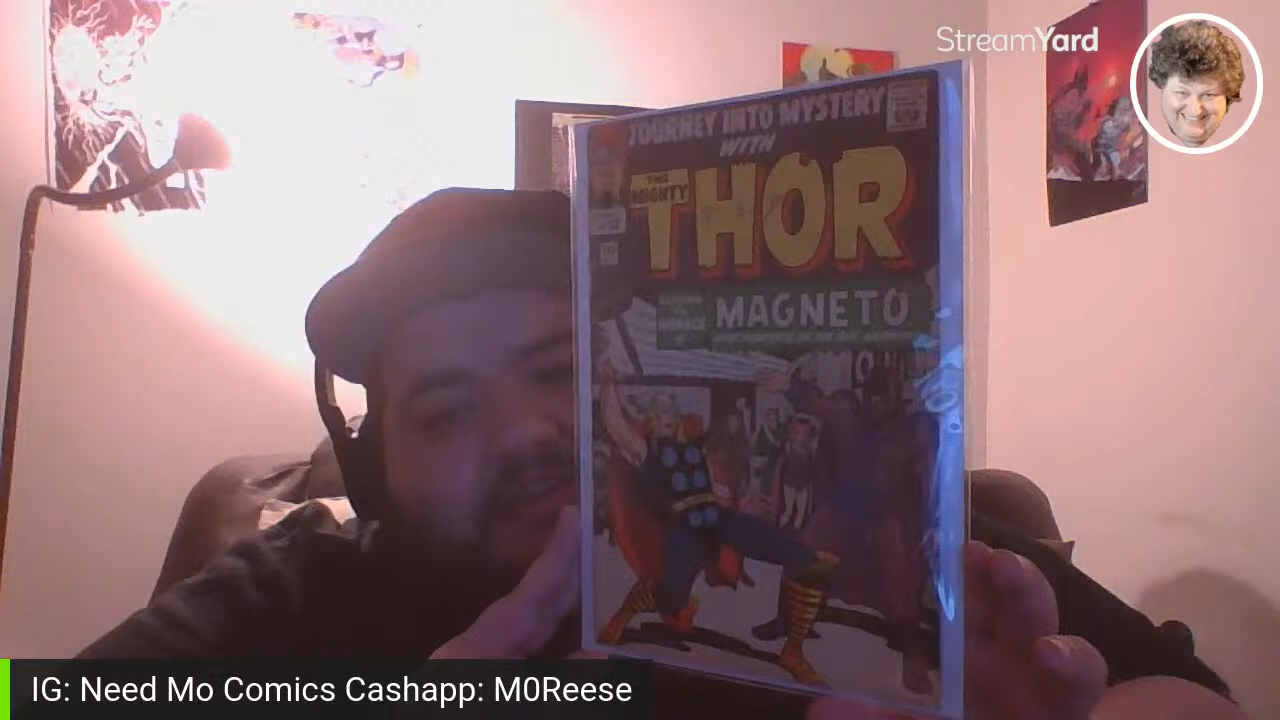 StreamYard
JOURNEY INTO MYSTERY
WITH
THE
MIGHTY
THOR
MAGNETO
IG: Need Mo Comics Cashapp: M0Reese